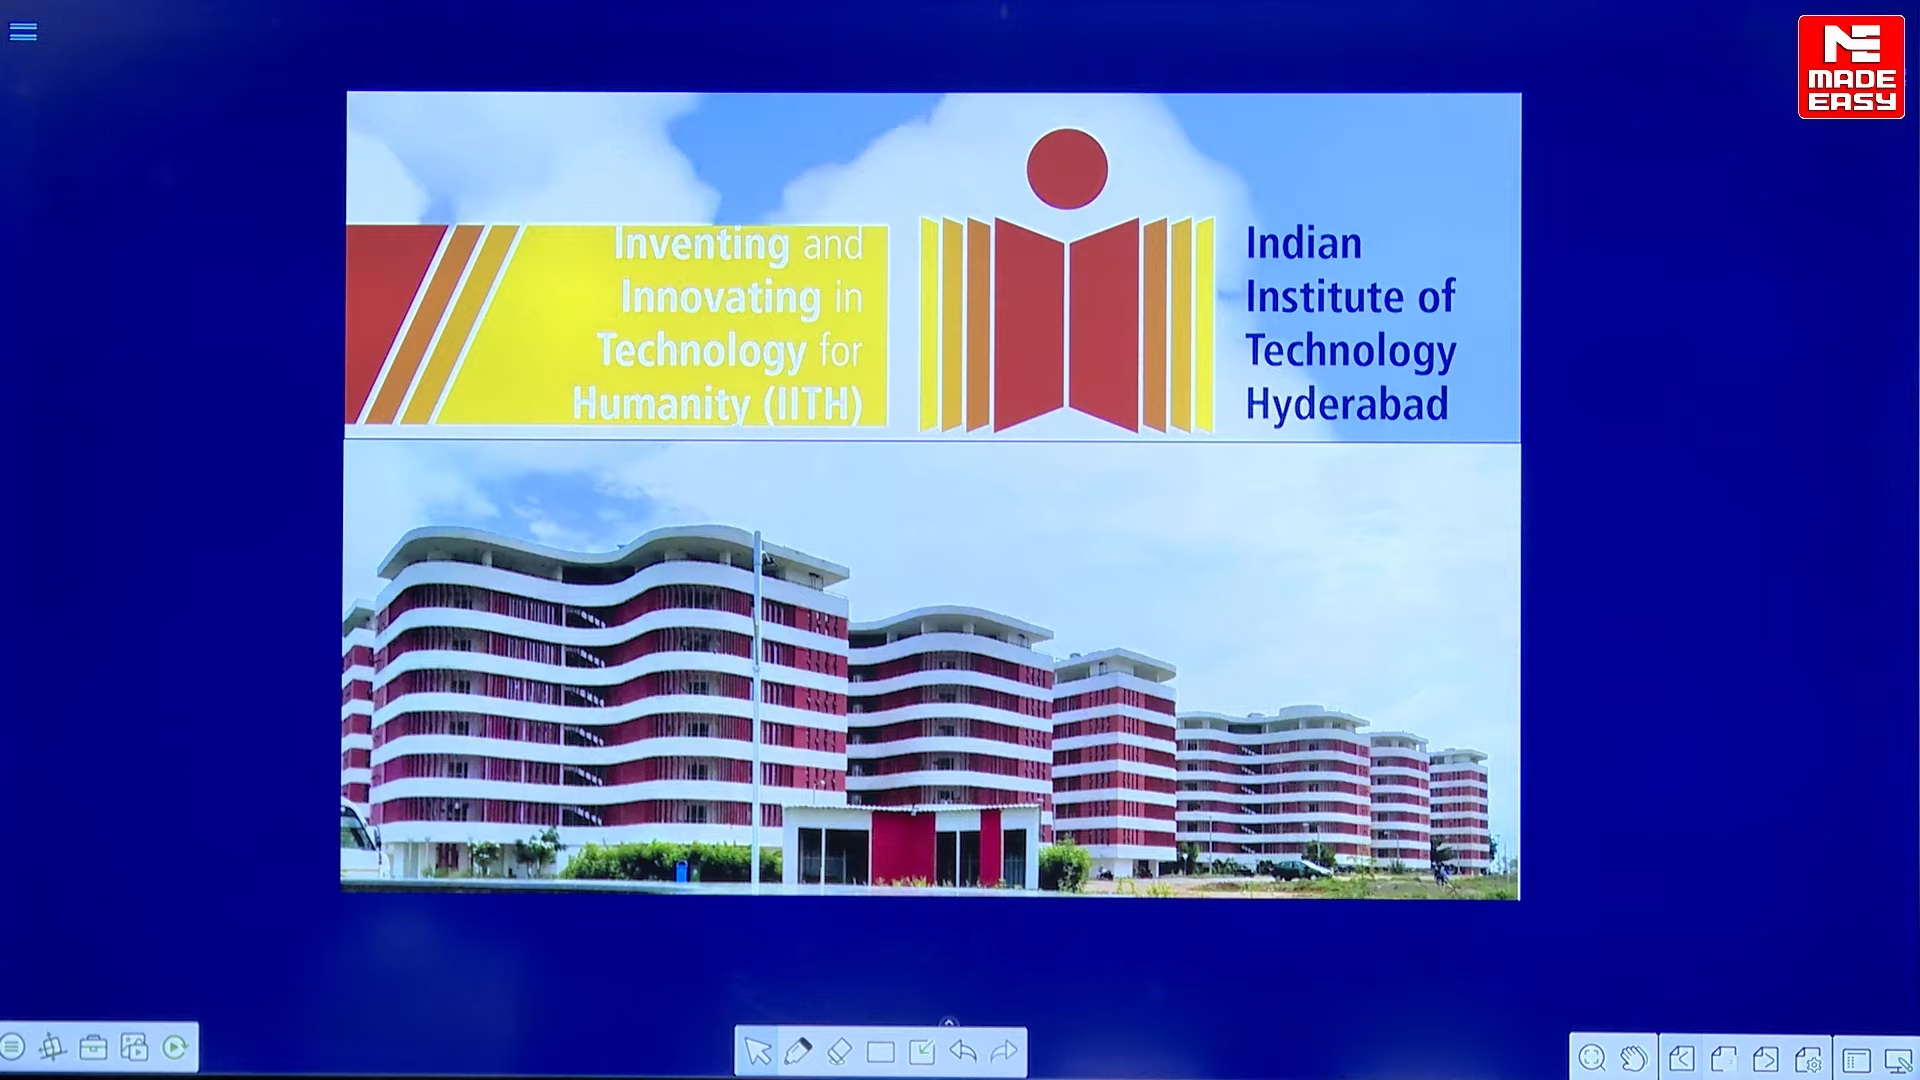 MADE
EASY
Inventing and
Innovating in
Technology for
Humanity (IITH)
Indian
Institute of
Technology
Hyderabad